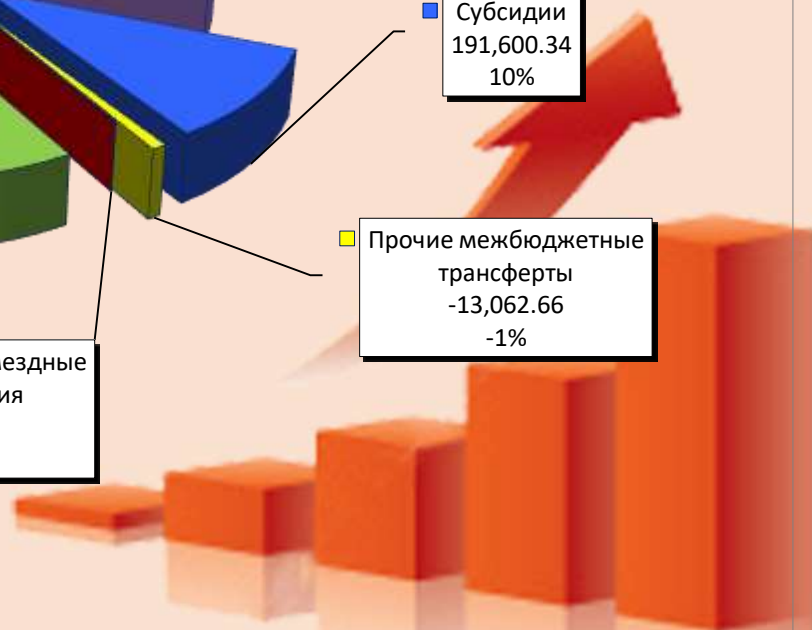 Субсидии
191,600.34
10%
Прочие межбюджетные
трансферты
-13,062.66
-1%